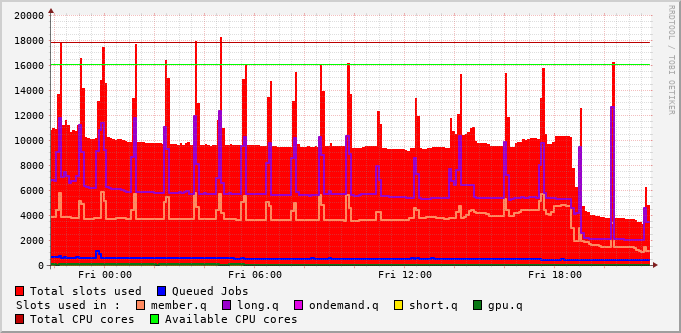 20000
18000
16000
14000
12000
10000
8000
6000
4000
2000
0
Fri 00:00 Fri 06:00 Fri 12:00 Fri 18:00
RRDTOOL / TOBI OETIKER
Total slots used Queued Jobs
Slots used in : member.q long.q ondemand.q short.q gpu.q
Total CPU cores Available CPU cores